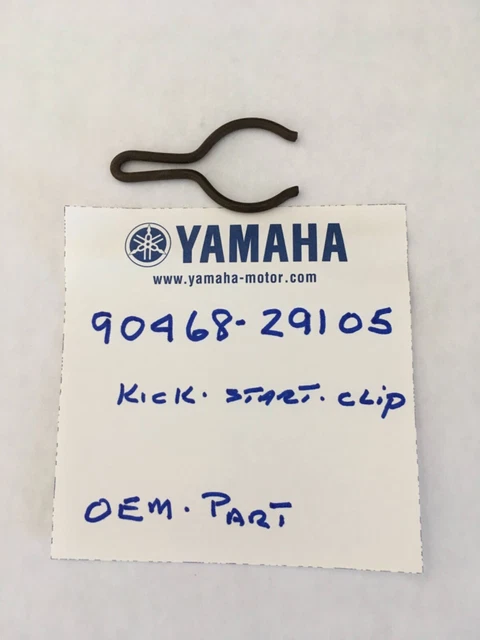 YAMAHA
www.yamaha-motor.com
90468-29105
KicK. START. CLip
OEM. PART